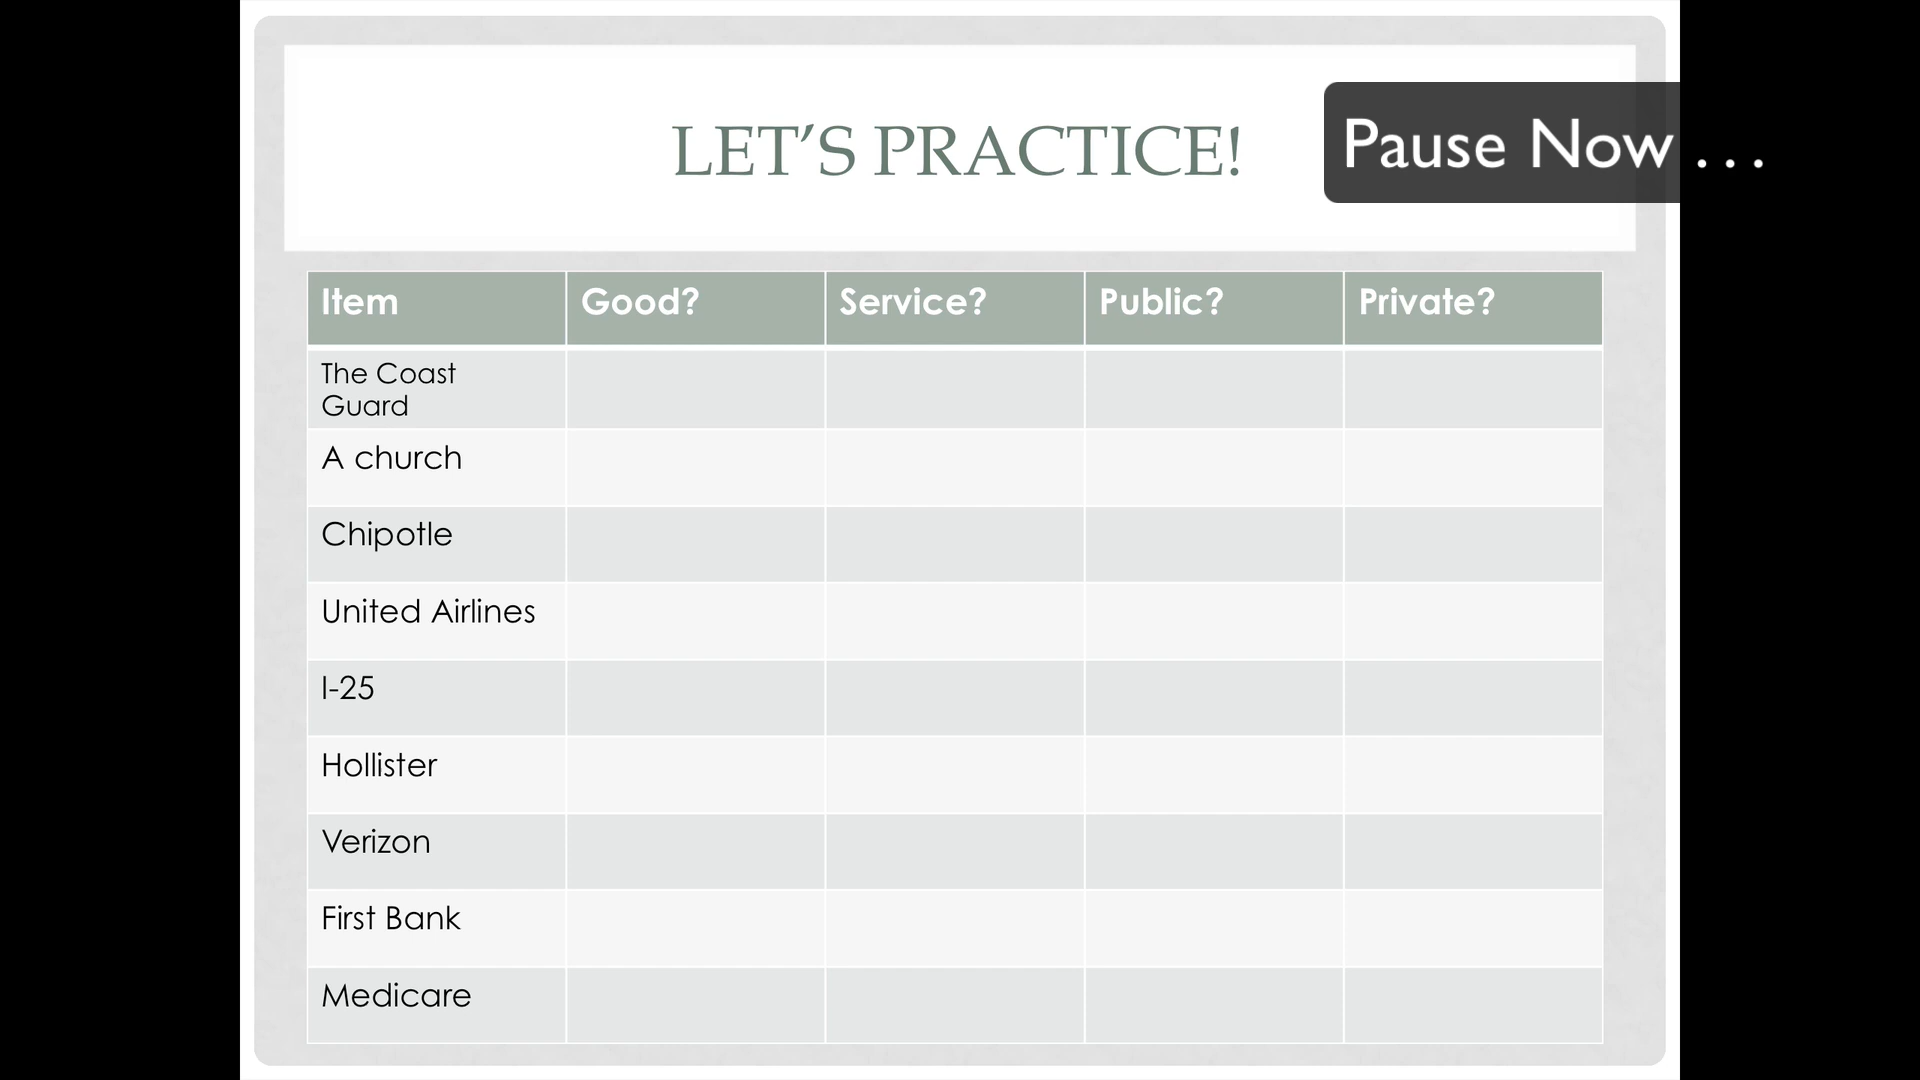 LET’S PRACTICE!
Pause Now . . .
Item Good? Service? Public? Private?
The Coast
Guard
A church
Chipotle
United Airlines
I-25
Hollister
Verizon
First Bank
Medicare